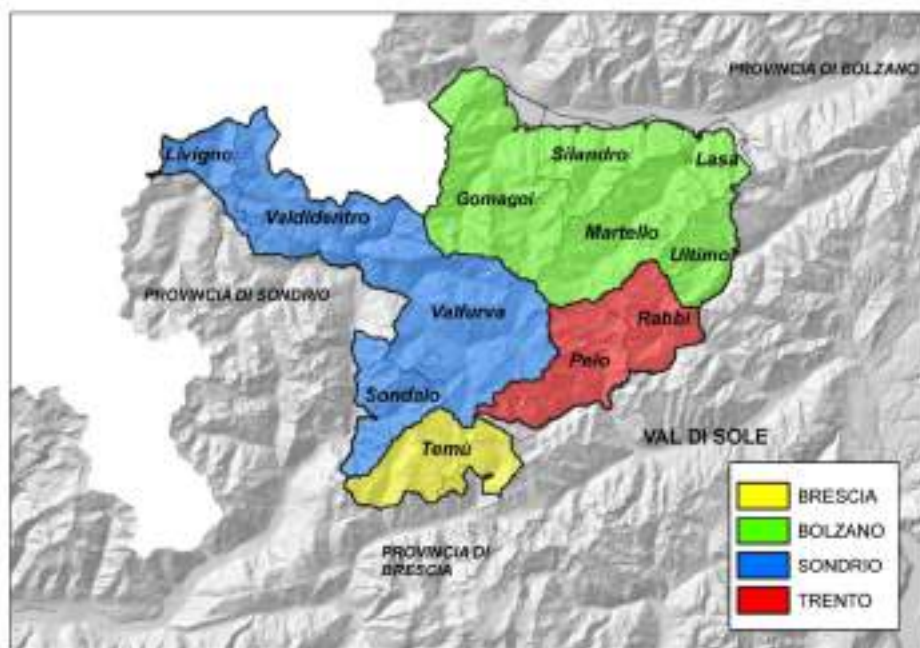 PROVINCIA DI BOLZANO
Livigno
Silandro
Lasa
Gomagoi
Valdidentro
Martello
Ultimo
PROVINCIA DI SONDRIO
Valfurva
Rabbi
Peio
Sondalo
VAL DI SOLE
Temù
PROVINCIA DI
BRESCIA
BRESCIA
BOLZANO
SONDRIO
TRENTO